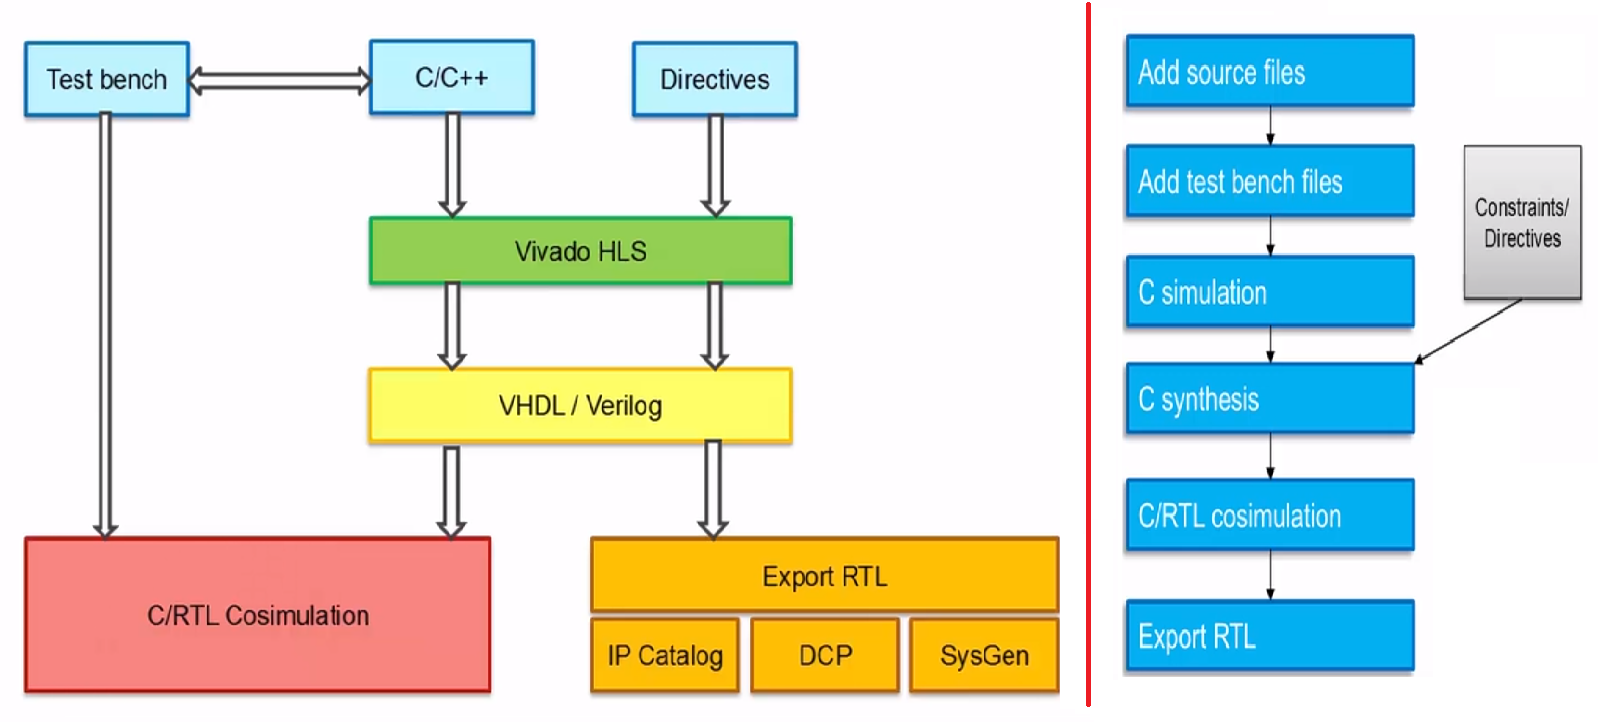 Test bench
C/C++
Directives
Vivado HLS
VHDL / Verilog
C/RTL Cosimulation
Export RTL
IP Catalog
DCP
SysGen
Add source files
Add test bench files
C simulation
Constraints/
Directives
C synthesis
C/RTL cosimulation
Export RTL